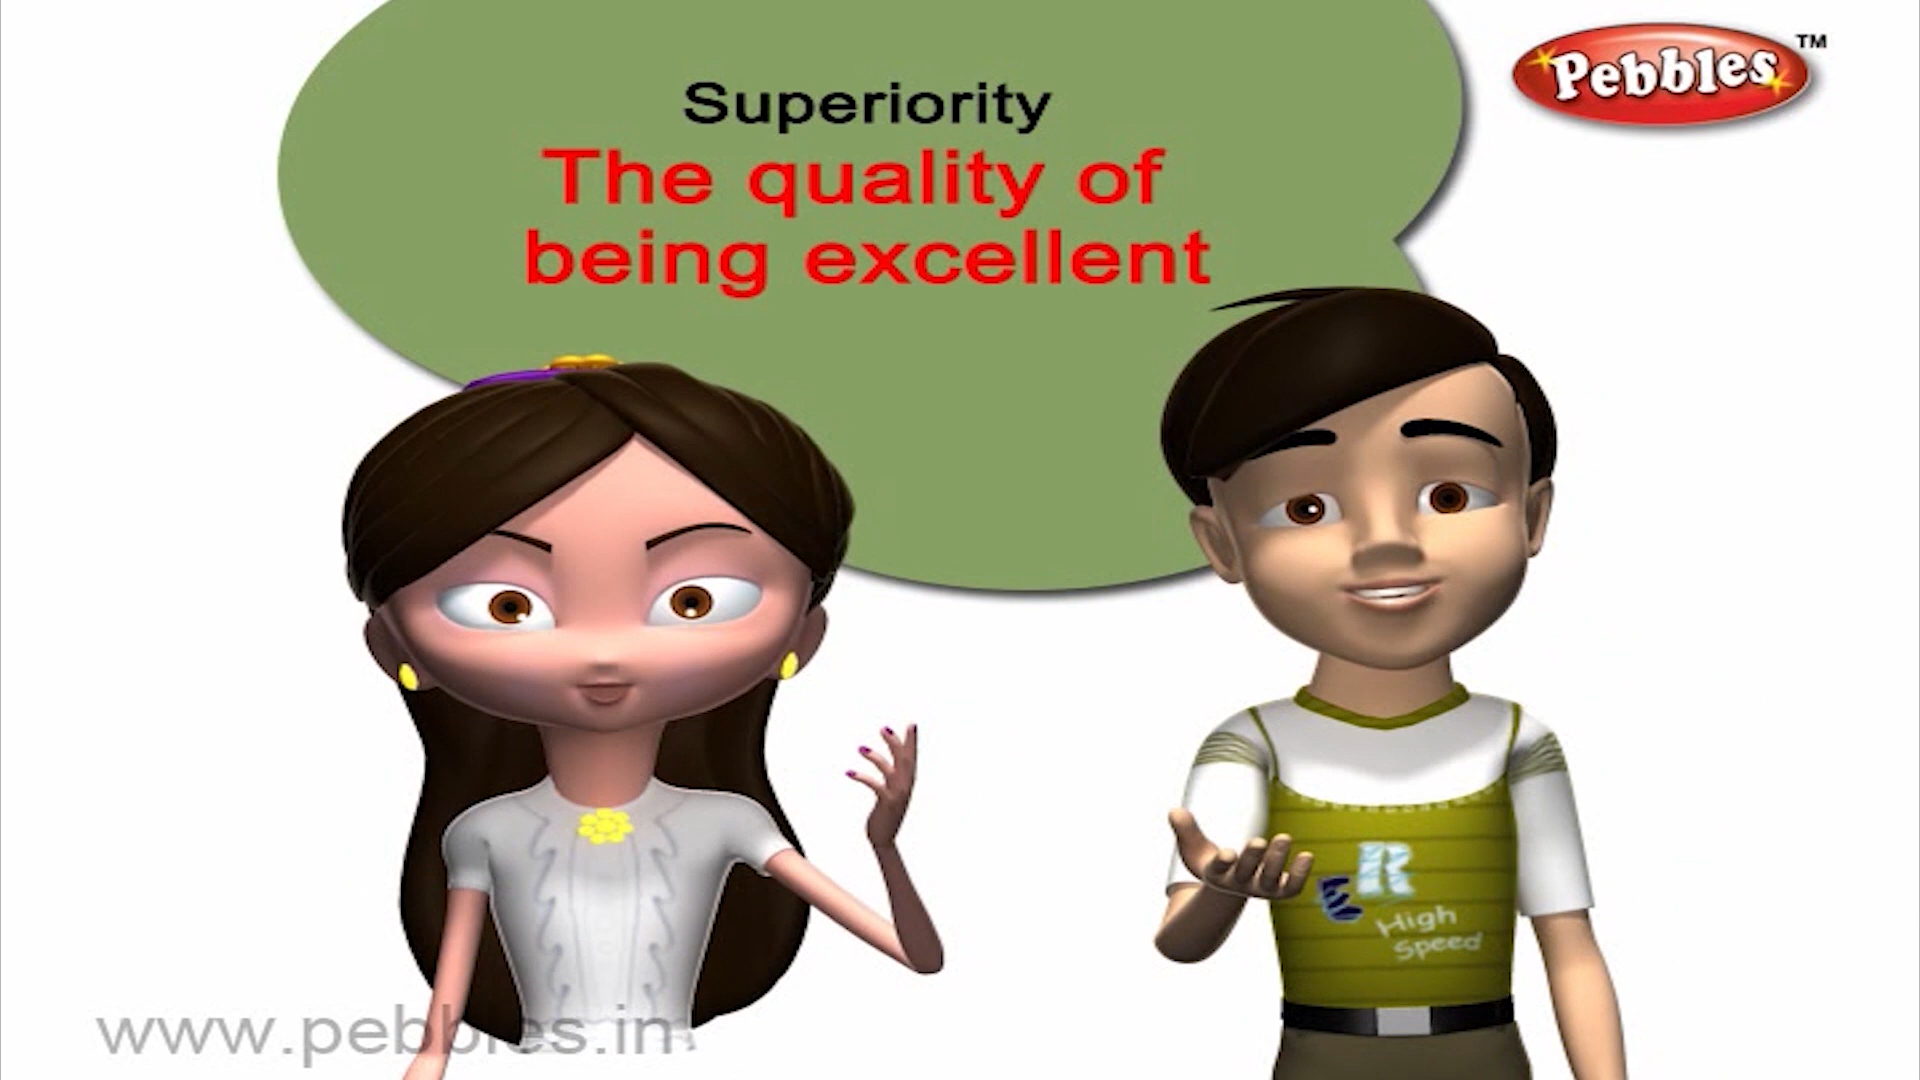 Superiority
The quality of
being excellent
Pebbles TM
R
High
Speed
www.pebbles.in